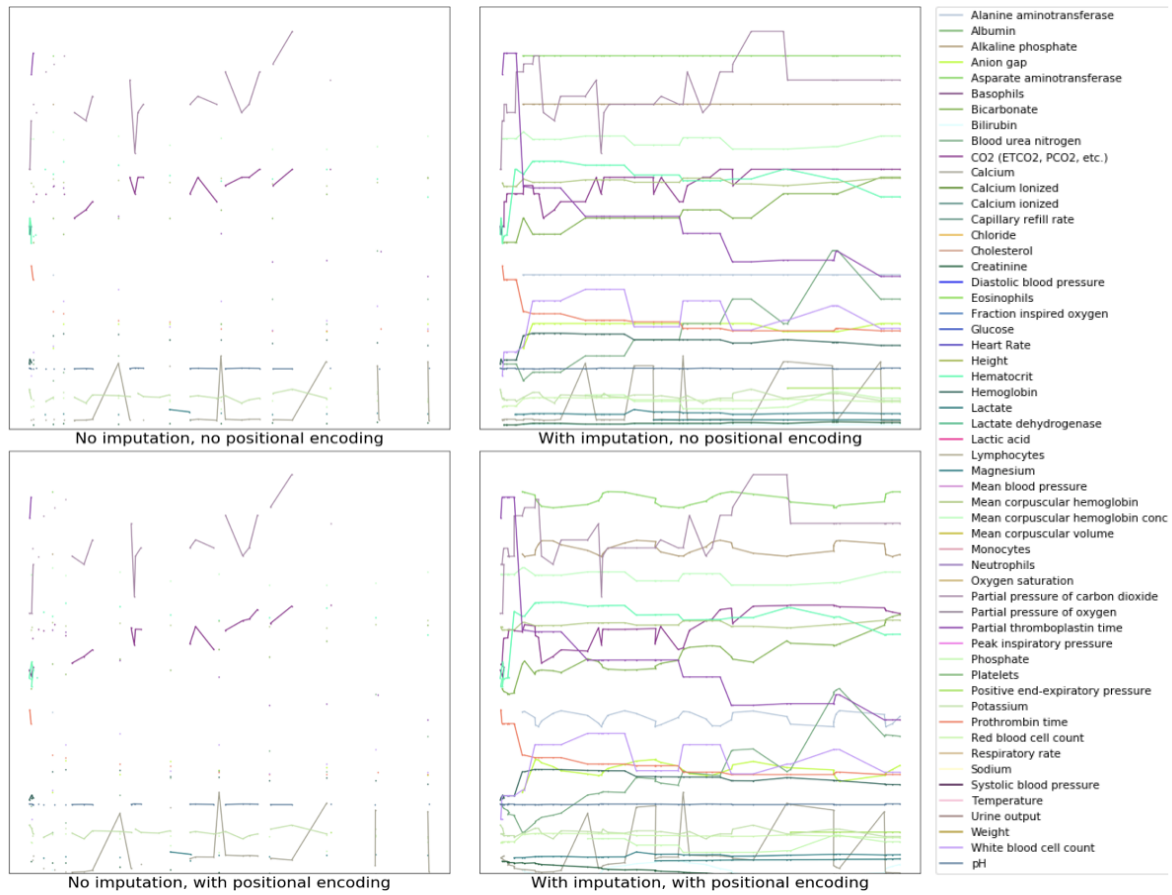 No imputation, no positional encoding
With imputation, no positional encoding
No imputation, with positional encoding
With imputation, with positional encoding
Alanine aminotransferase
Albumin
Alkaline phosphate
Anion gap
Asparate aminotransferase
Basophils
Bicarbonate
Bilirubin
Blood urea nitrogen
CO2 (ETCO2, PCO2, etc.)
Calcium
Calcium Ionized
Calcium ionized
Capillary refill rate
Chloride
Cholesterol
Creatinine
Diastolic blood pressure
Eosinophils
Fraction inspired oxygen
Glucose
Heart Rate
Height
Hematocrit
Hemoglobin
Lactate
Lactate dehydrogenase
Lactic acid
Lymphocytes
Magnesium
Mean blood pressure
Mean corpuscular hemoglobin
Mean corpuscular hemoglobin conc
Mean corpuscular volume
Monocytes
Neutrophils
Oxygen saturation
Partial pressure of carbon dioxide
Partial pressure of oxygen
Partial thromboplastin time
Peak inspiratory pressure
Phosphate
Platelets
Positive end-expiratory pressure
Potassium
Prothrombin time
Red blood cell count
Respiratory rate
Sodium
Systolic blood pressure
Temperature
Urine output
Weight
White blood cell count
pH